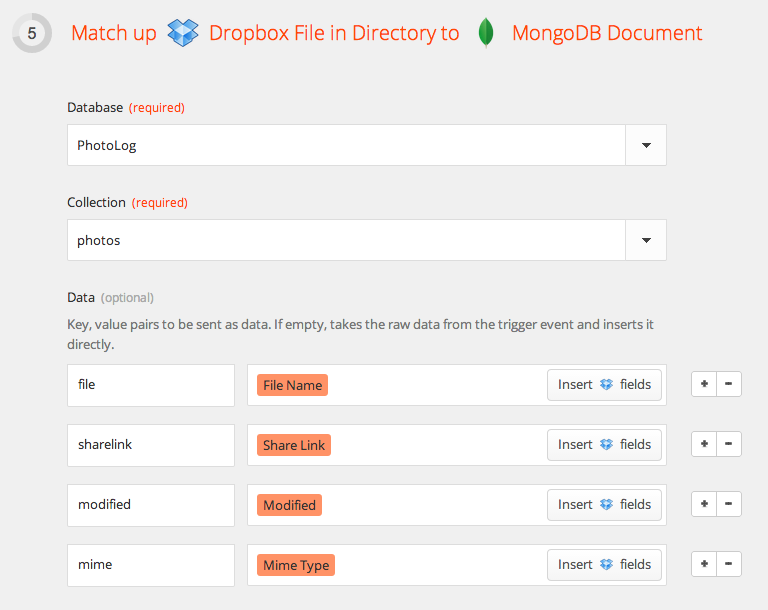 5 Match up Dropbox File in Directory to MongoDB Document
Database (required)
PhotoLog
Collection (required)
photos
Data (optional)
Key, value pairs to be sent as data. If empty, takes the raw data from the trigger event and inserts it
directly.
file File Name Insert fields + -
sharelink Share Link Insert fields + -
modified Modified Insert fields + -
mime Mime Type Insert fields + -